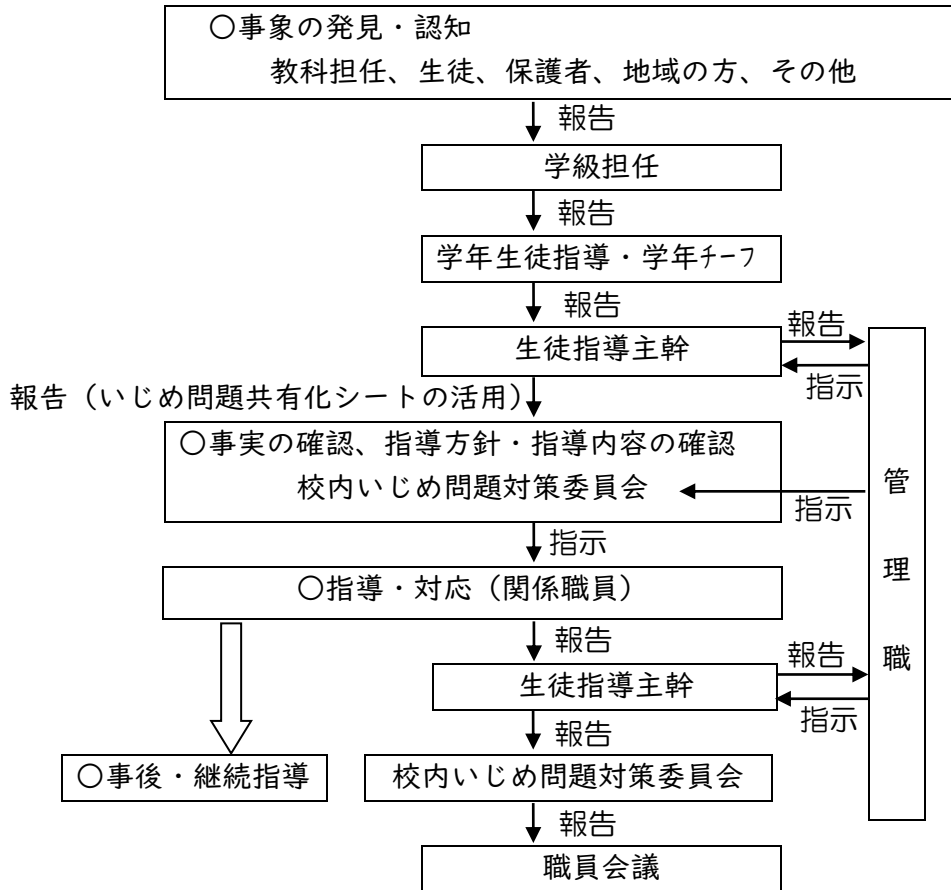 ○事象の発見・認知
教科担任、生徒、保護者、地域の方、その他
報告
学級担任
報告
学年生徒指導・学年ﾁｰﾌ
報告
生徒指導主幹
報告
指示
報告（いじめ問題共有化シートの活用）
○事実の確認、指導方針・指導内容の確認
校内いじめ問題対策委員会
指示
管
理
職
指示
○指導・対応（関係職員）
報告
生徒指導主幹
報告
指示
報告
○事後・継続指導
校内いじめ問題対策委員会
報告
職員会議